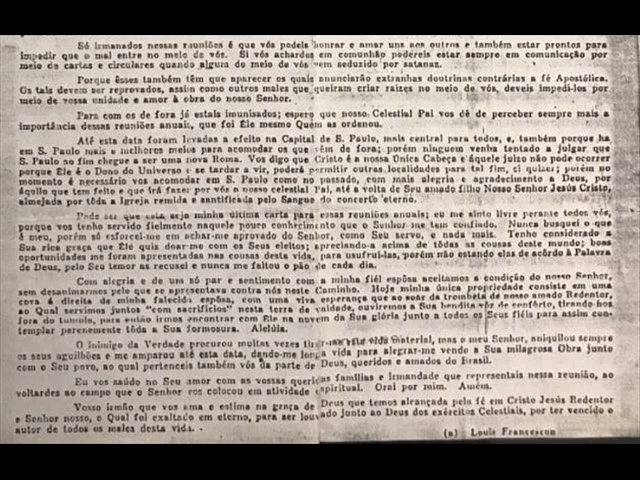 Só irmanados nessas reuniões é que vós podeis honrar e amar uns aos outros e também estar prontos para
impedir que o mal entre no meio de vós. Si vós achardes em comunhão podereis estar sempre em comunicação por
meio de cartas e circulares quando algum do meio de vós vem seduzido por satanaz.
Porque êsses também têm que aparecer os quais anunciarão extranhas doutrinas contrárias a fé Apostólica.
Os tais devem ser reprovados, assim como outros males que queiram criar raizes no meio de vós, deveis impedi-los por
meio de vossa unidade e amor à obra do nosso Senhor.
Para com os de fora já estais imunisados; espero que nosso Celestial Pai vos dê de perceber sempre mais a
importância dessas reuniões anuais, que foi Ele mesmo Quem as ordenou.
Até esta data foram levadas a efeito na Capital de S. Paulo, mais central para todos, e, também porque ha
em S. Paulo mais e melhores meios para acomodar os que vêm de fora; porém ninguem venha tentado a julgar que
S. Paulo no fim chegue a ser uma nova Roma. Vos digo que Cristo é a nossa Única Cabeça e àquele juizo não pode ocorrer
porque Ele é o Dono do Universo e se tardar a vir, poderá permitir outras localidades para tal fim, ci quizer; porém no
momento é necessário vos acomodar em S. Paulo como no passado, com mais alegria e agradecimento a Deus, por
àquilo que tem feito e que irá fazer por vós o nosso celestial Pai, até a volta de Seu amado filho Nosso Senhor Jesús Cristo,
almejada por tôda a Igreja remida e santificada pelo Sangue do concerto eterno.
Pode ser que esta seja minha última carta para essas reuniões anuais; eu me sinto livre perante todos vós,
porque vos tenho servido fielmente naquele pouco conhecimento que o Senhor me tem confiado. Nunca busquei o que
é meu, porém só esforcei-me em achar-me aprovado do Senhor, como Seu servo, e nada mais. Tenho considerado a
Sua rica graça que Ele quiz doar-me com os Seus eleitos; apreciando-a acima de tôdas as cousas deste mundo; boas
oportunidades me foram apresentadas nas cousas desta vida, para usufrui-las, porém não estando elas de acôrdo à Palavra
de Deus, pelo Seu temor as recusei e nunca me faltou o pão de cada dia.
Com alegria e de um só par e sentimento com a minha fiél espôsa aceitamos a condição do nosso Senhor,
sem desanimarmos pelo que se apresentava contra nós neste Caminho. Hoje minha única propriedade consiste em uma
cova á direita de minha falecida espôsa, com uma viva esperança que ao soar da trombeta de nosso amado Redentor,
ao Qual servimos juntos "com sacrifícios" nesta terra de vaidade, ouviremos a Sua bendita vóz de confôrto, tirando-nos
fora do tumulo, para então irmos encontrar com Ele na nuvem da Sua glória junto a todos os Seus fiéis para assim con-
templar perenemente tôda a Sua formosura. Alelúia.
O inimigo da Verdade procurou muitas vezes vida material, mas o meu Senhor, aniquilou sempre
os seus aguilhões e me amparou até esta data, dando-me longa vida para alegrar-me vendo a Sua milagrosa Obra junto
com o Seu povo, ao qual pertenceis também vós da parte de Deus, queridos e amados do Brasil.
Eu vos saúdo no Seu amor com as vossas queridas famílias e irmandade que representais nessa reunião, ao
voltardes ao campo que o Senhor vos colocou em atividade espiritual. Orai por mim. Amém.
Vosso irmão que vos ama e estima na graça de Deus que temos alcançada pela fé em Cristo Jesús Redentor
e Senhor nosso, o Qual foi exaltado em eterno, para ser louvado junto ao Deus dos exércitos Celestiais, por ter vencido o
autor de todos os males desta vida.
(a) Louis Francescon